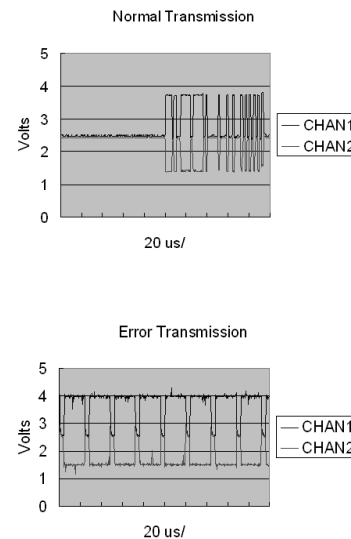 Normal Transmission
5
4
3
2
1
0
Volts
CHAN1
CHAN2
20 us/
Error Transmission
5
4
3
2
1
0
Volts
CHAN1
CHAN2
20 us/